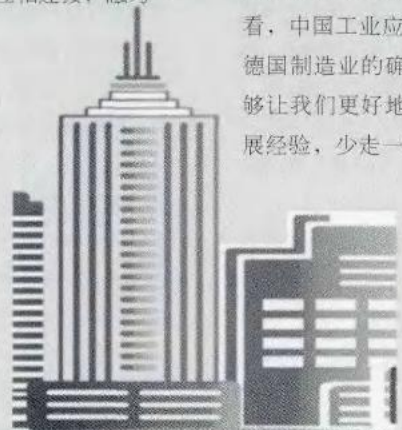 看，中国工业应
德国制造业的确
够让我们更好地
展经验，少走一